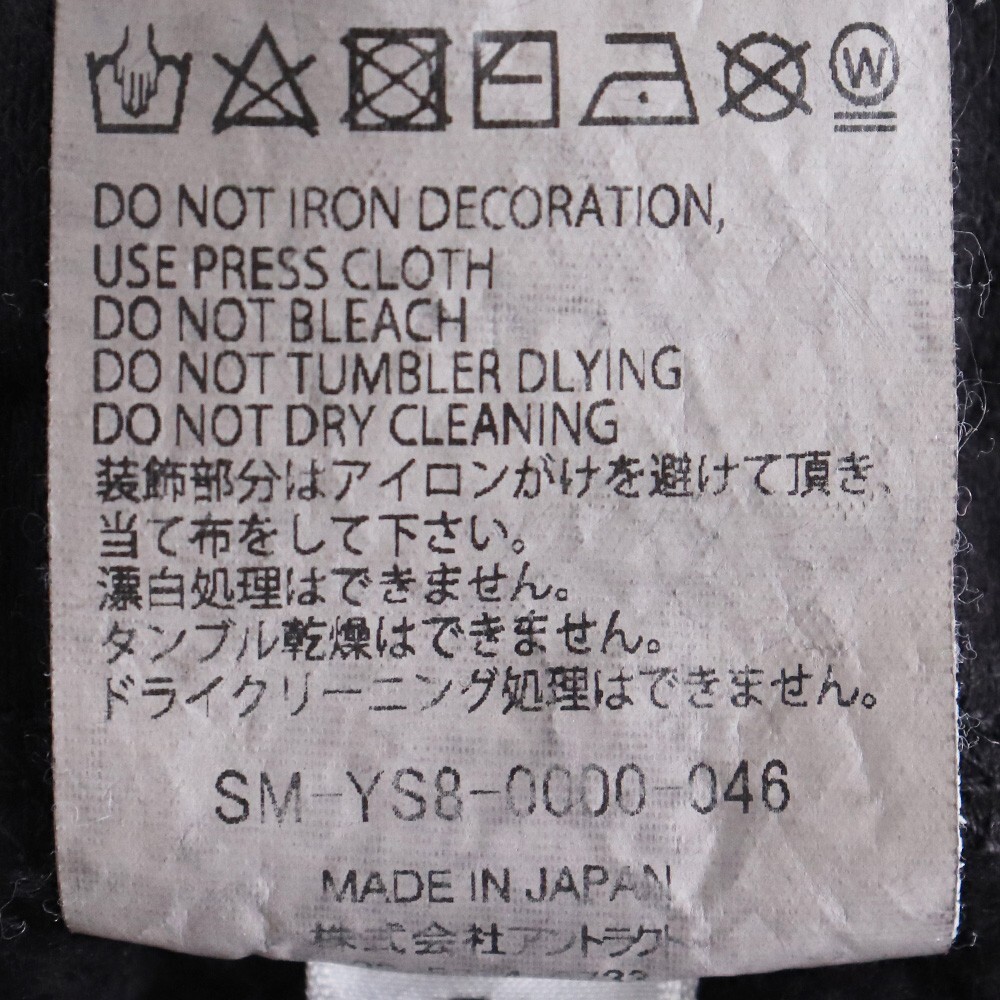 W
DO NOT IRON DECORATION,
USE PRESS CLOTH
DO NOT BLEACH
DO NOT TUMBLER DLYING
DO NOT DRY CLEANING
装飾部分はアイロンがけを避けて頂き、
当て布をして下さい。
漂白処理はできません。
タンブル乾燥はできません。
ドライクリーニング処理はできません。
SM-YS8-0000-046
MADE IN JAPAN
株式会社アントラクト